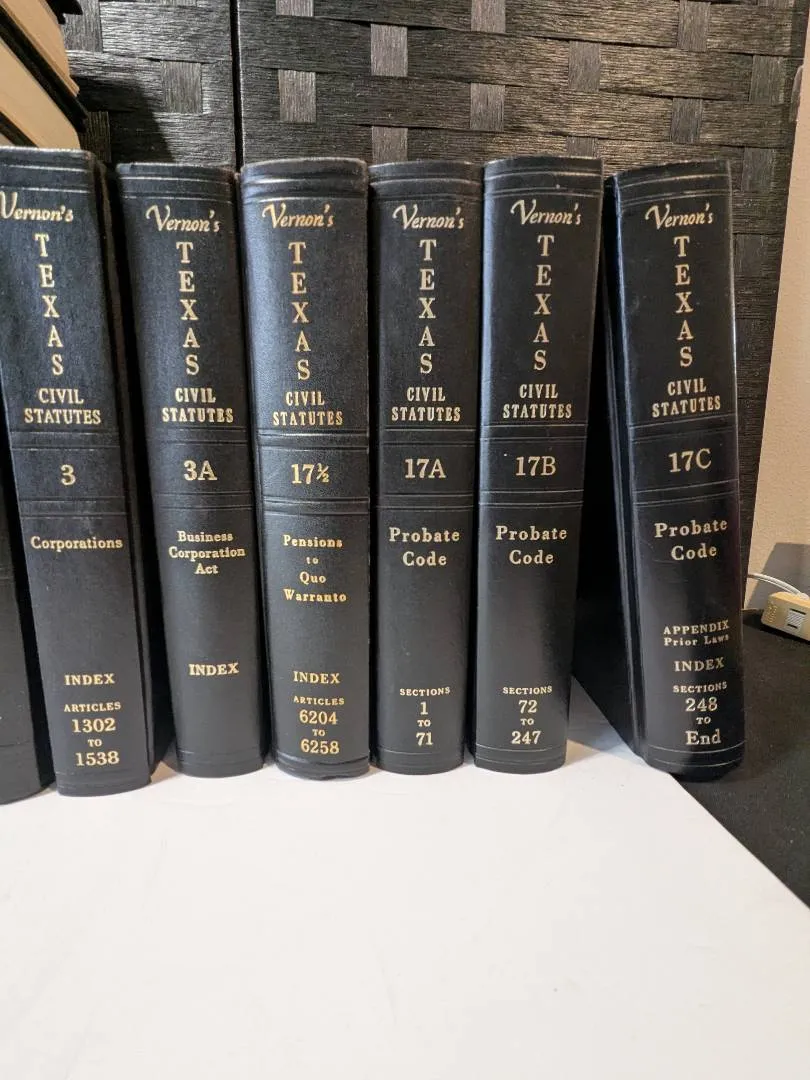 Vernon's
T
E
X
A
S
CIVIL
STATUTES
3
Corporations
INDEX
ARTICLES
1302
TO
1538
Vernon's
T
E
X
A
S
CIVIL
STATUTES
3A
Business
Corporation
Act
INDEX
Vernon's
T
E
X
A
S
CIVIL
STATUTES
17½
Pensions
to
Quo
Warranto
INDEX
ARTICLES
6204
TO
6258
Vernon's
T
E
X
A
S
CIVIL
STATUTES
17A
Probate
Code
SECTIONS
1
TO
71
Vernon's
T
E
X
A
S
CIVIL
STATUTES
17B
Probate
Code
SECTIONS
72
TO
247
Vernon's
T
E
X
A
S
CIVIL
STATUTES
17C
Probate
Code
APPENDIX
Prior Laws
INDEX
SECTIONS
248
TO
End